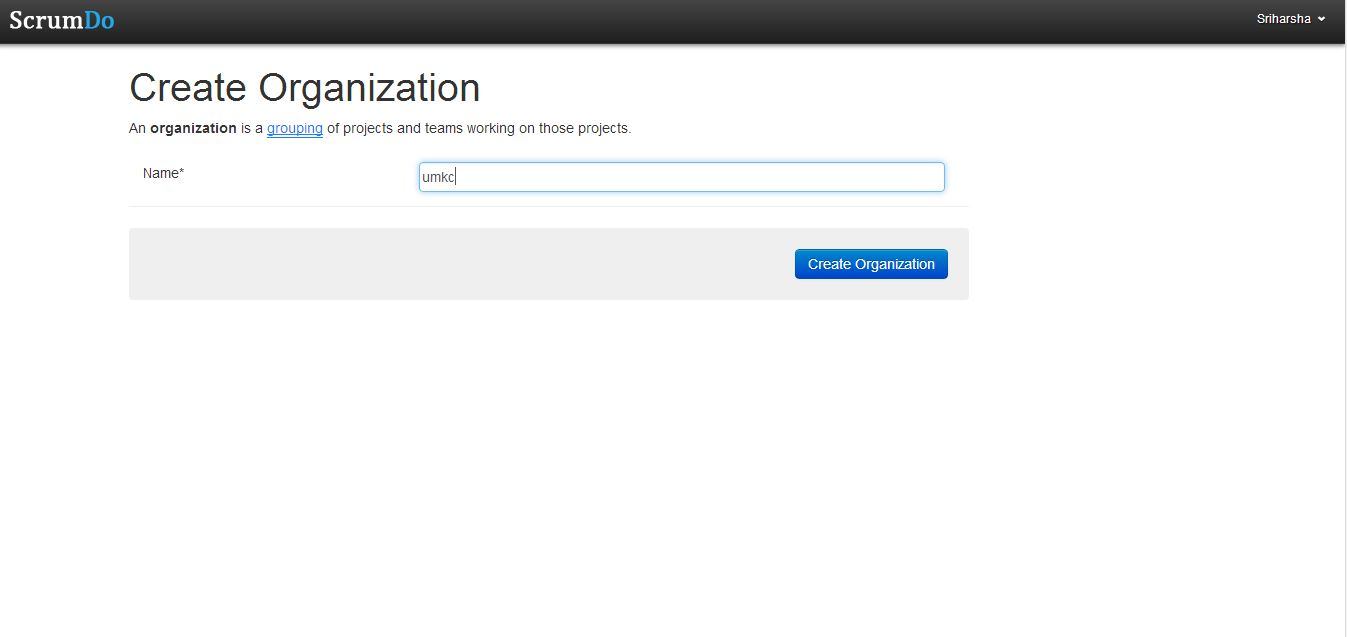 ScrumDo
Sriharsha
Create Organization
An organization is a grouping of projects and teams working on those projects.
Name*
umkc
Create Organization